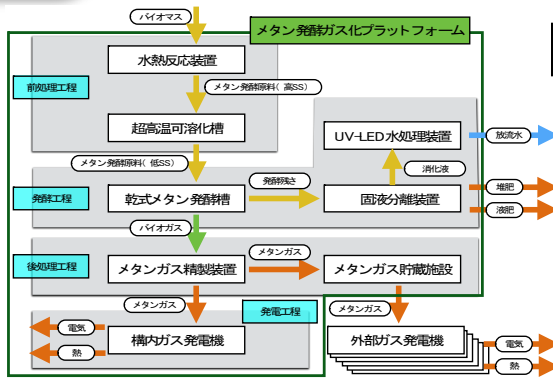 バイオマス
メタン発酵ガス化プラットフォーム
水熱反応装置
前処理工程
メタン発酵原料(高SS)
超高温可溶化槽
UV-LED水処理装置
放流水
メタン発酵原料(低SS)
消化液
発酵残さ
堆肥
発酵工程
乾式メタン発酵槽
固液分離装置
液肥
バイオガス
メタンガス
後処理工程
メタンガス精製装置
メタンガス貯蔵施設
メタンガス
発電工程
メタンガス
電気
構内ガス発電機
外部ガス発電機
電気
熱
熱